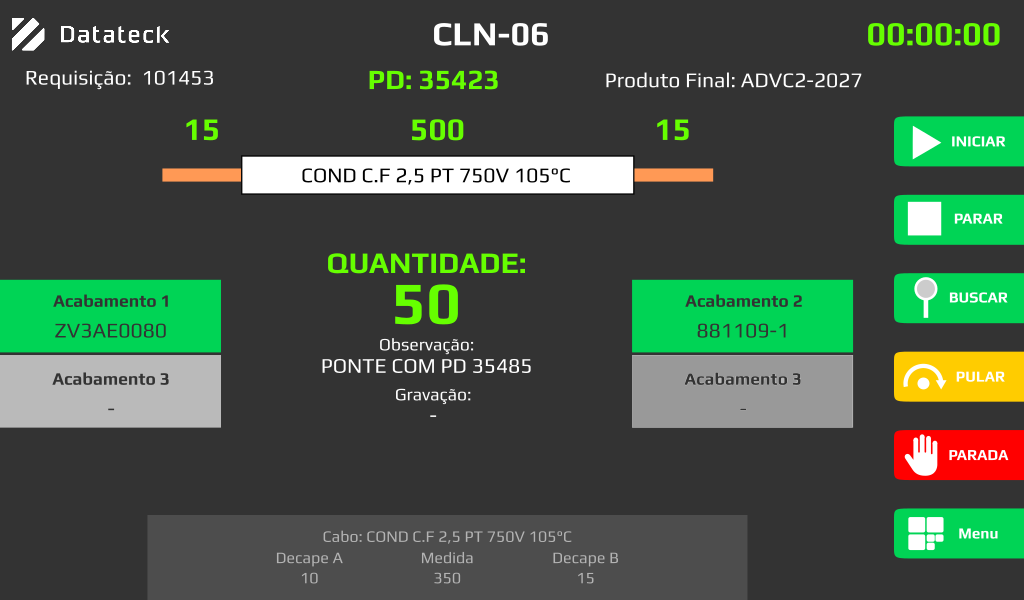 Datateck
CLN-06
00:00:00
Requisição: 101453
PD: 35423
Produto Final: ADVC2-2027
15
500
15
COND C.F 2,5 PT 750V 105ºC
INICIAR
PARAR
BUSCAR
PULAR
PARADA
Menu
QUANTIDADE:
50
Acabamento 1
ZV3AE0080
Acabamento 2
881109-1
Observação:
PONTE COM PD 35485
Acabamento 3
-
Gravação:
-
Acabamento 3
-
Cabo: COND C.F 2,5 PT 750V 105ºC
Decape A Medida Decape B
10 350 15